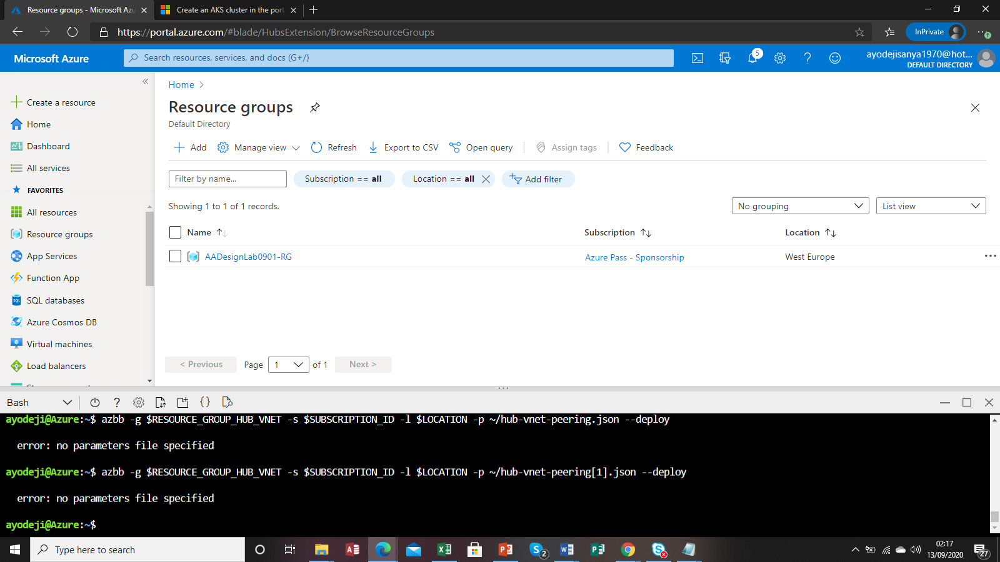 Resource groups - Microsoft Azu
Create an AKS cluster in the port
https://portal.azure.com/#blade/HubsExtension/BrowseResourceGroups
InPrivate
Microsoft Azure
Search resources, services, and docs (G+/)
5
ayodejisanya1970@hot...
DEFAULT DIRECTORY
Create a resource
Home
Dashboard
All services
FAVORITES
All resources
Resource groups
App Services
Function App
SQL databases
Azure Cosmos DB
Virtual machines
Load balancers
Home
Resource groups
Default Directory
Add
Manage view
Refresh
Export to CSV
Open query
Assign tags
Feedback
Filter by name...
Subscription == all
Location == all
Add filter
Showing 1 to 1 of 1 records.
No grouping
List view
Name
Subscription
Location
AADesignLab0901-RG
Azure Pass - Sponsorship
West Europe
< Previous
Page 1 of 1
Next >
Bash
ayodeji@Azure:~$ azbb -g $RESOURCE_GROUP_HUB_VNET -s $SUBSCRIPTION_ID -l $LOCATION -p ~/hub-vnet-peering.json --deploy
error: no parameters file specified
ayodeji@Azure:~$ azbb -g $RESOURCE_GROUP_HUB_VNET -s $SUBSCRIPTION_ID -l $LOCATION -p ~/hub-vnet-peering[1].json --deploy
error: no parameters file specified
ayodeji@Azure:~$
Type here to search
2
02:17
13/09/2020
27